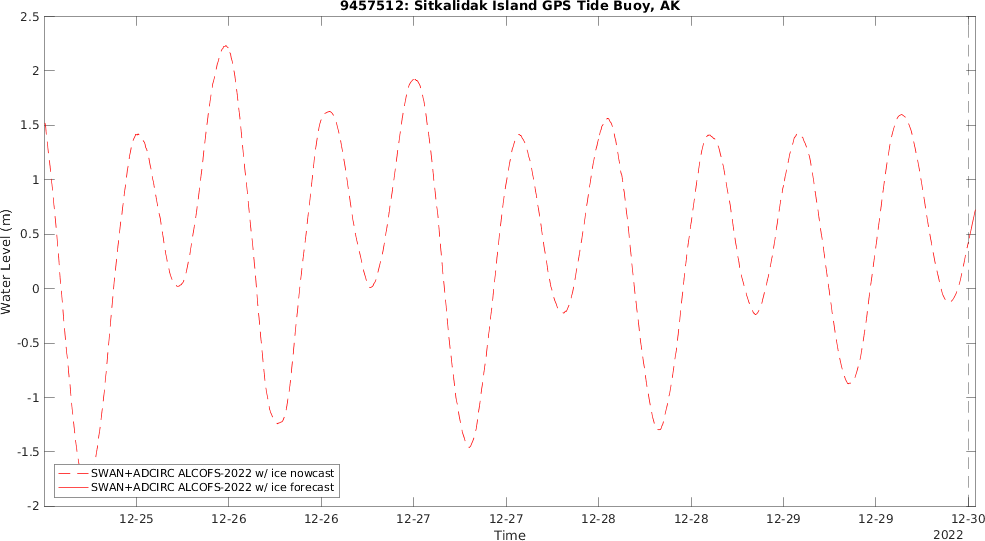 9457512: Sitkalidak Island GPS Tide Buoy, AK
2.5
2
1.5
1
0.5
0
-0.5
-1
-1.5
-2
Water Level (m)
SWAN+ADCIRC ALCOFS-2022 w/ ice nowcast
SWAN+ADCIRC ALCOFS-2022 w/ ice forecast
12-25 12-26 12-26 12-27 12-27 12-28 12-28 12-29 12-29 12-30
Time
2022